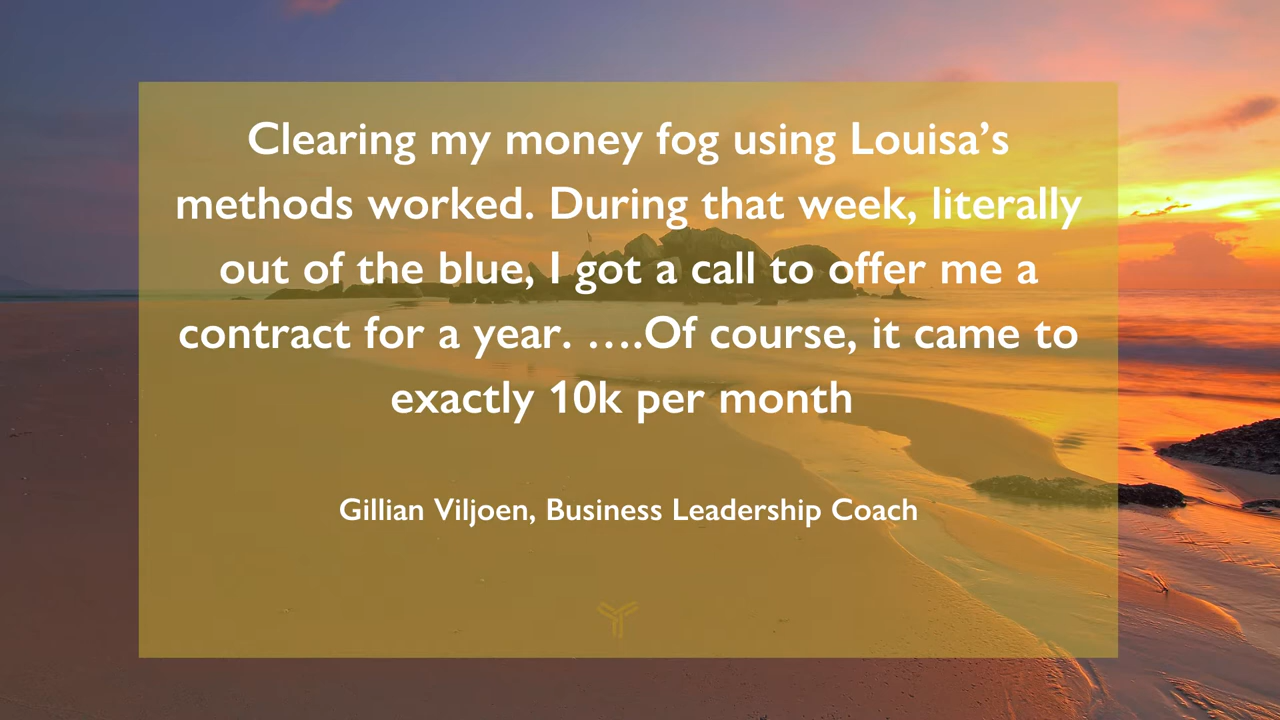 Clearing my money fog using Louisa’s
methods worked. During that week, literally
out of the blue, I got a call to offer me a
contract for a year. ….Of course, it came to
exactly 10k per month
Gillian Viljoen, Business Leadership Coach